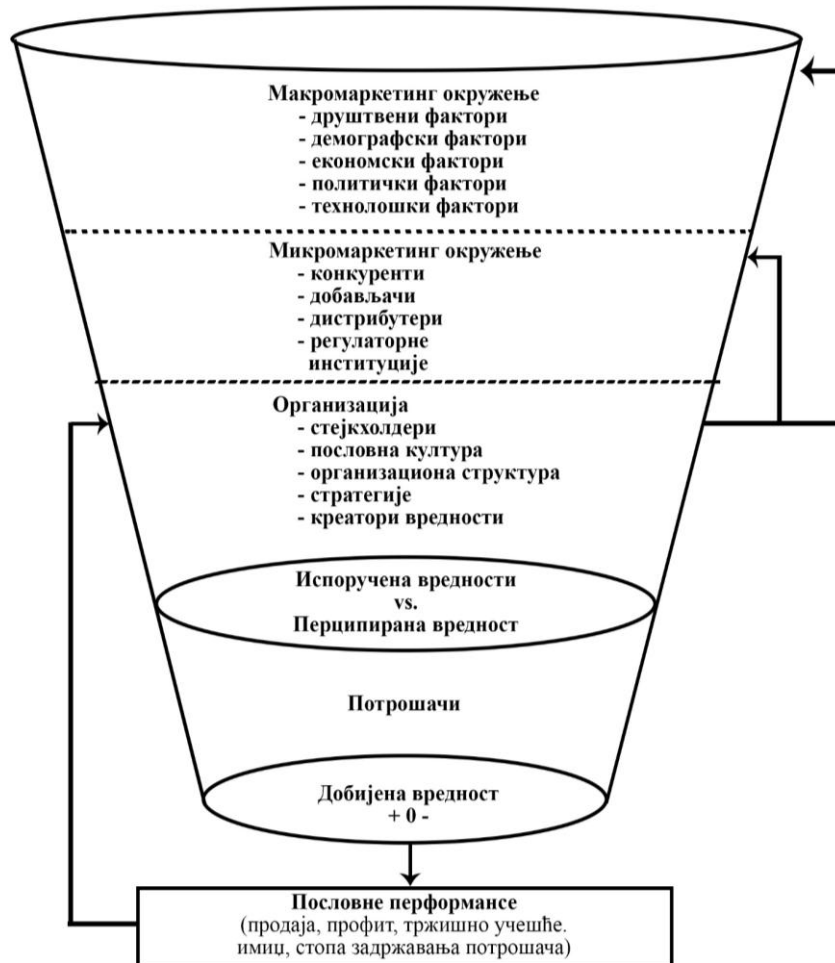 Макромаркетинг окружење
- друштвени фактори
- демографски фактори
- економски фактори
- политички фактори
- технолошки фактори
Микромаркетинг окружење
- конкуренти
- добављачи
- дистрибутери
- регулаторне
институције
Организација
- стејкхолдери
- пословна култура
- организациона структура
- стратегије
- креатори вредности
Испоручена вредности
vs.
Перципирана вредност
Потрошачи
Добијена вредност
+ 0 -
Пословне перформансе
(продаја, профит, тржишно учешће.
имиџ, стопа задржавања потрошача)